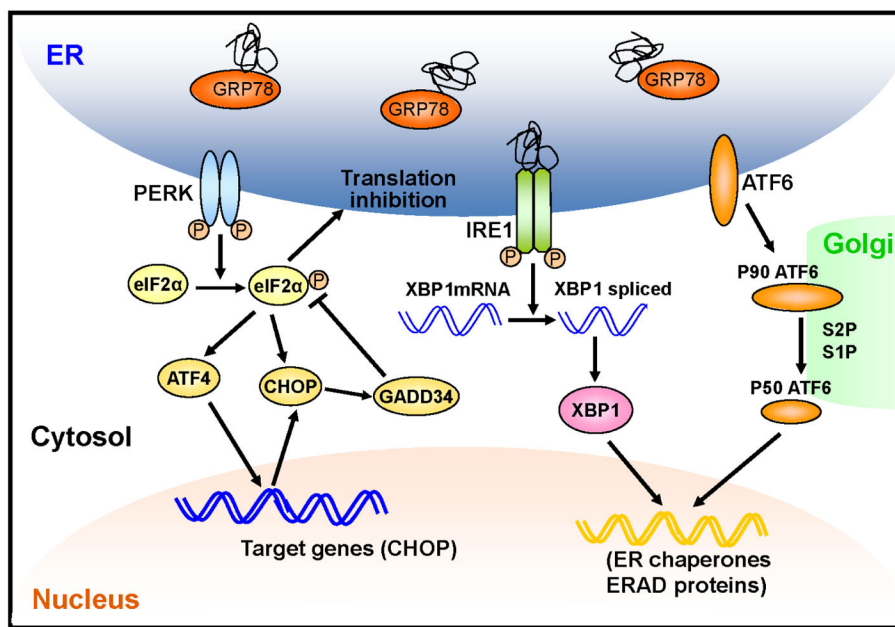 ER
GRP78
GRP78
GRP78
PERK
Translation
inhibition
IRE1
ATF6
P
P
P
P
Golgi
eIF2α
eIF2α
P
XBP1mRNA
XBP1 spliced
P90 ATF6
S2P
S1P
ATF4
CHOP
GADD34
XBP1
P50 ATF6
Cytosol
Target genes (CHOP)
(ER chaperones
ERAD proteins)
Nucleus